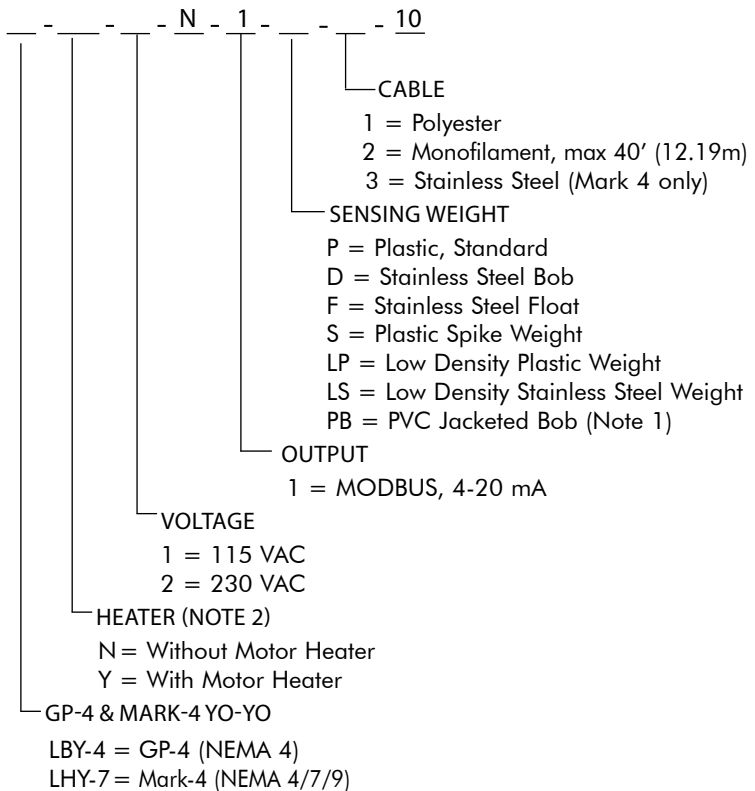 __ - __ - __ - N - 1 - __ - __ - 10
CABLE
1 = Polyester
2 = Monofilament, max 40’ (12.19m)
3 = Stainless Steel (Mark 4 only)
SENSING WEIGHT
P = Plastic, Standard
D = Stainless Steel Bob
F = Stainless Steel Float
S = Plastic Spike Weight
LP = Low Density Plastic Weight
LS = Low Density Stainless Steel Weight
PB = PVC Jacketed Bob (Note 1)
OUTPUT
1 = MODBUS, 4-20 mA
VOLTAGE
1 = 115 VAC
2 = 230 VAC
HEATER (NOTE 2)
N = Without Motor Heater
Y = With Motor Heater
GP-4 & MARK-4 YO-YO
LBY-4 = GP-4 (NEMA 4)
LHY-7 = Mark-4 (NEMA 4/7/9)